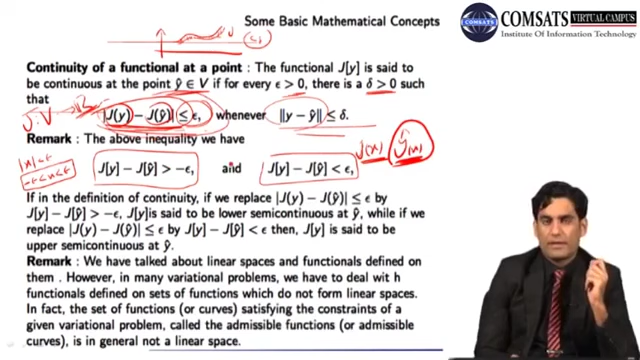 Some Basic Mathematical Concepts
COMSATS VIRTUAL CAMPUS
Institute Of Information Technology
Continuity of a functional at a point : The functional J[y] is said to
be continuous at the point ŷ ∈ V if for every ϵ > 0, there is a δ > 0 such
that
J: V → R
|J(y) − J(ŷ)| ≤ ϵ, whenever ‖y − ŷ‖ ≤ δ.
Remark : The above inequality we have
|x|<ε
-ε<x<ε
J[y] − J[ŷ] > −ϵ, and J[y] − J[ŷ] < ϵ,
ŷ(x)
If in the definition of continuity, if we replace |J(y) − J(ŷ)| ≤ ϵ by
J[y] − J[ŷ] > −ϵ, J[y]is said to be lower semicontinuous at ŷ, while if we
replace |J(y) − J(ŷ)| ≤ ϵ by J[y] − J[ŷ] < ϵ then, J[y] is said to be
upper semicontinuous at ŷ.
Remark : We have talked about linear spaces and functionals defined on
them . However, in many variational problems, we have to deal wit h
functionals defined on sets of functions which do not form linear spaces.
In fact, the set of functions (or curves) satisfying the constraints of a
given variational problem, called the admissible functions (or admissible
curves), is in general not a linear space.